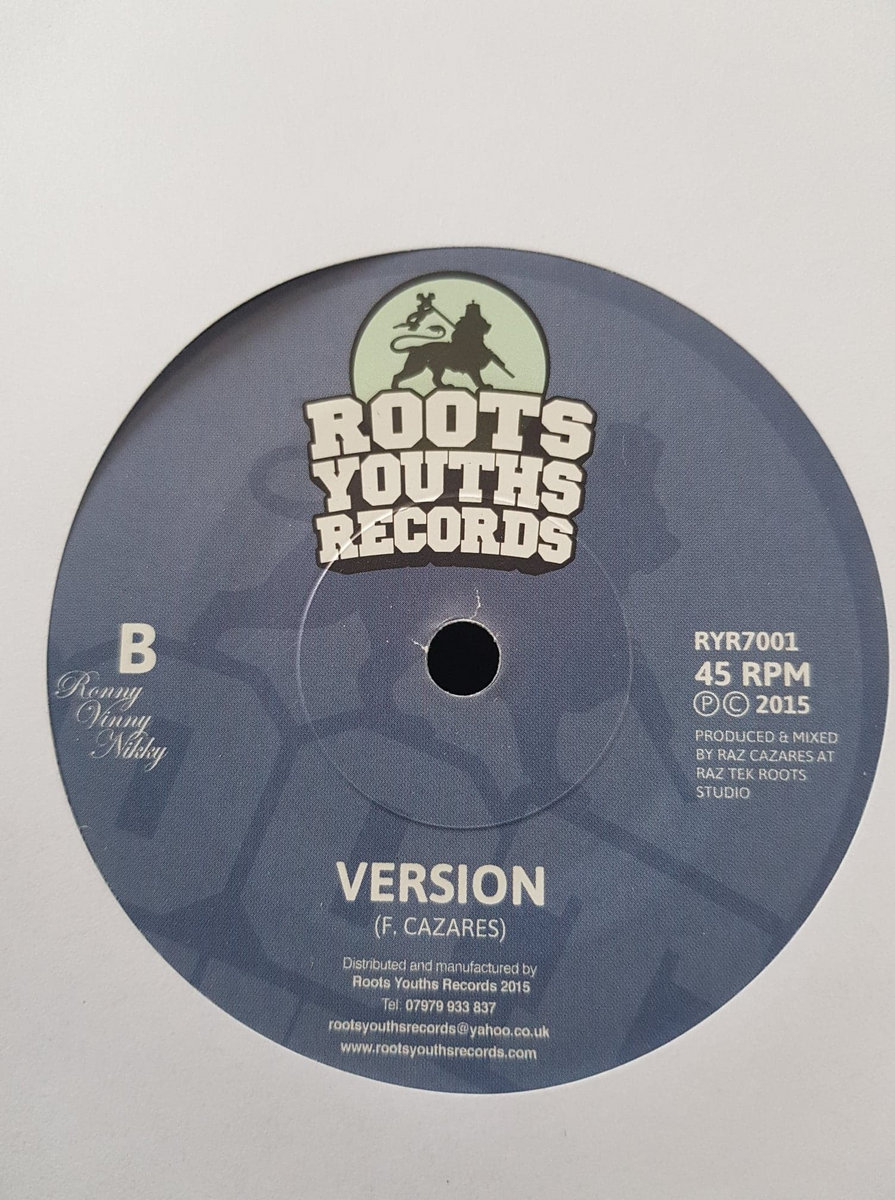 ROOTS
YOUTHS
RECORDS
B
Ronny
Vinny
Nikky
RYR7001
45 RPM
Ⓟ© 2015
PRODUCED & MIXED
BY RAZ CAZARES AT
RAZ TEK ROOTS
STUDIO
VERSION
(F. CAZARES)
Distributed and manufactured by
Roots Youths Records 2015
Tel: 07979 933 837
rootsyouthsrecords@yahoo.co.uk
www.rootsyouthsrecords.com